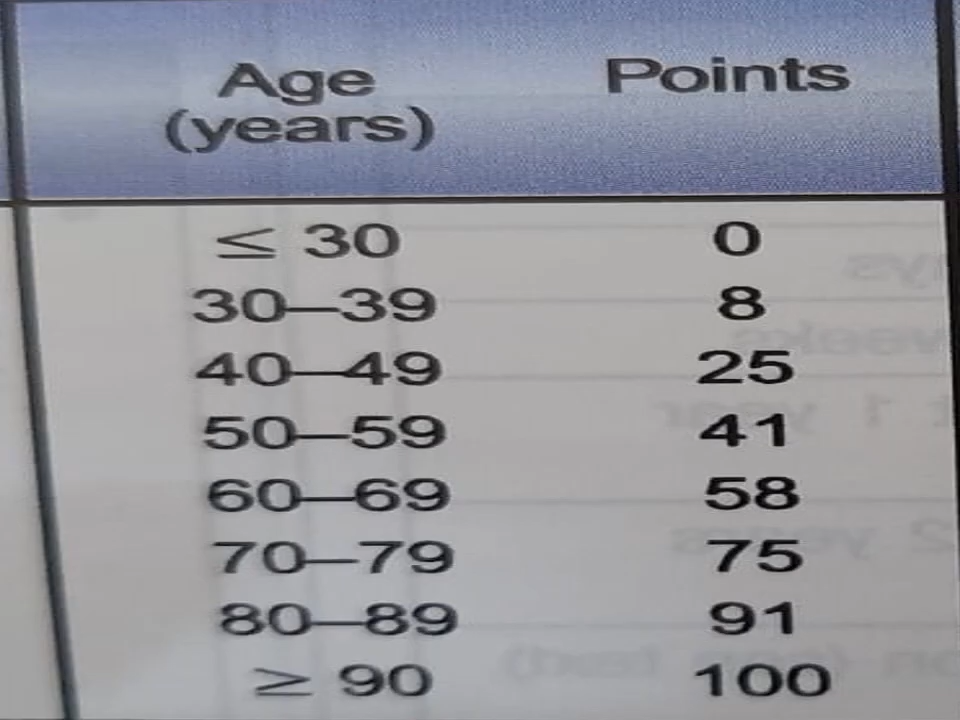 Age Points
(years)
≤ 30 0
30–39 8
40–49 25
50–59 41
60–69 58
70–79 75
80–89 91
≥ 90 100